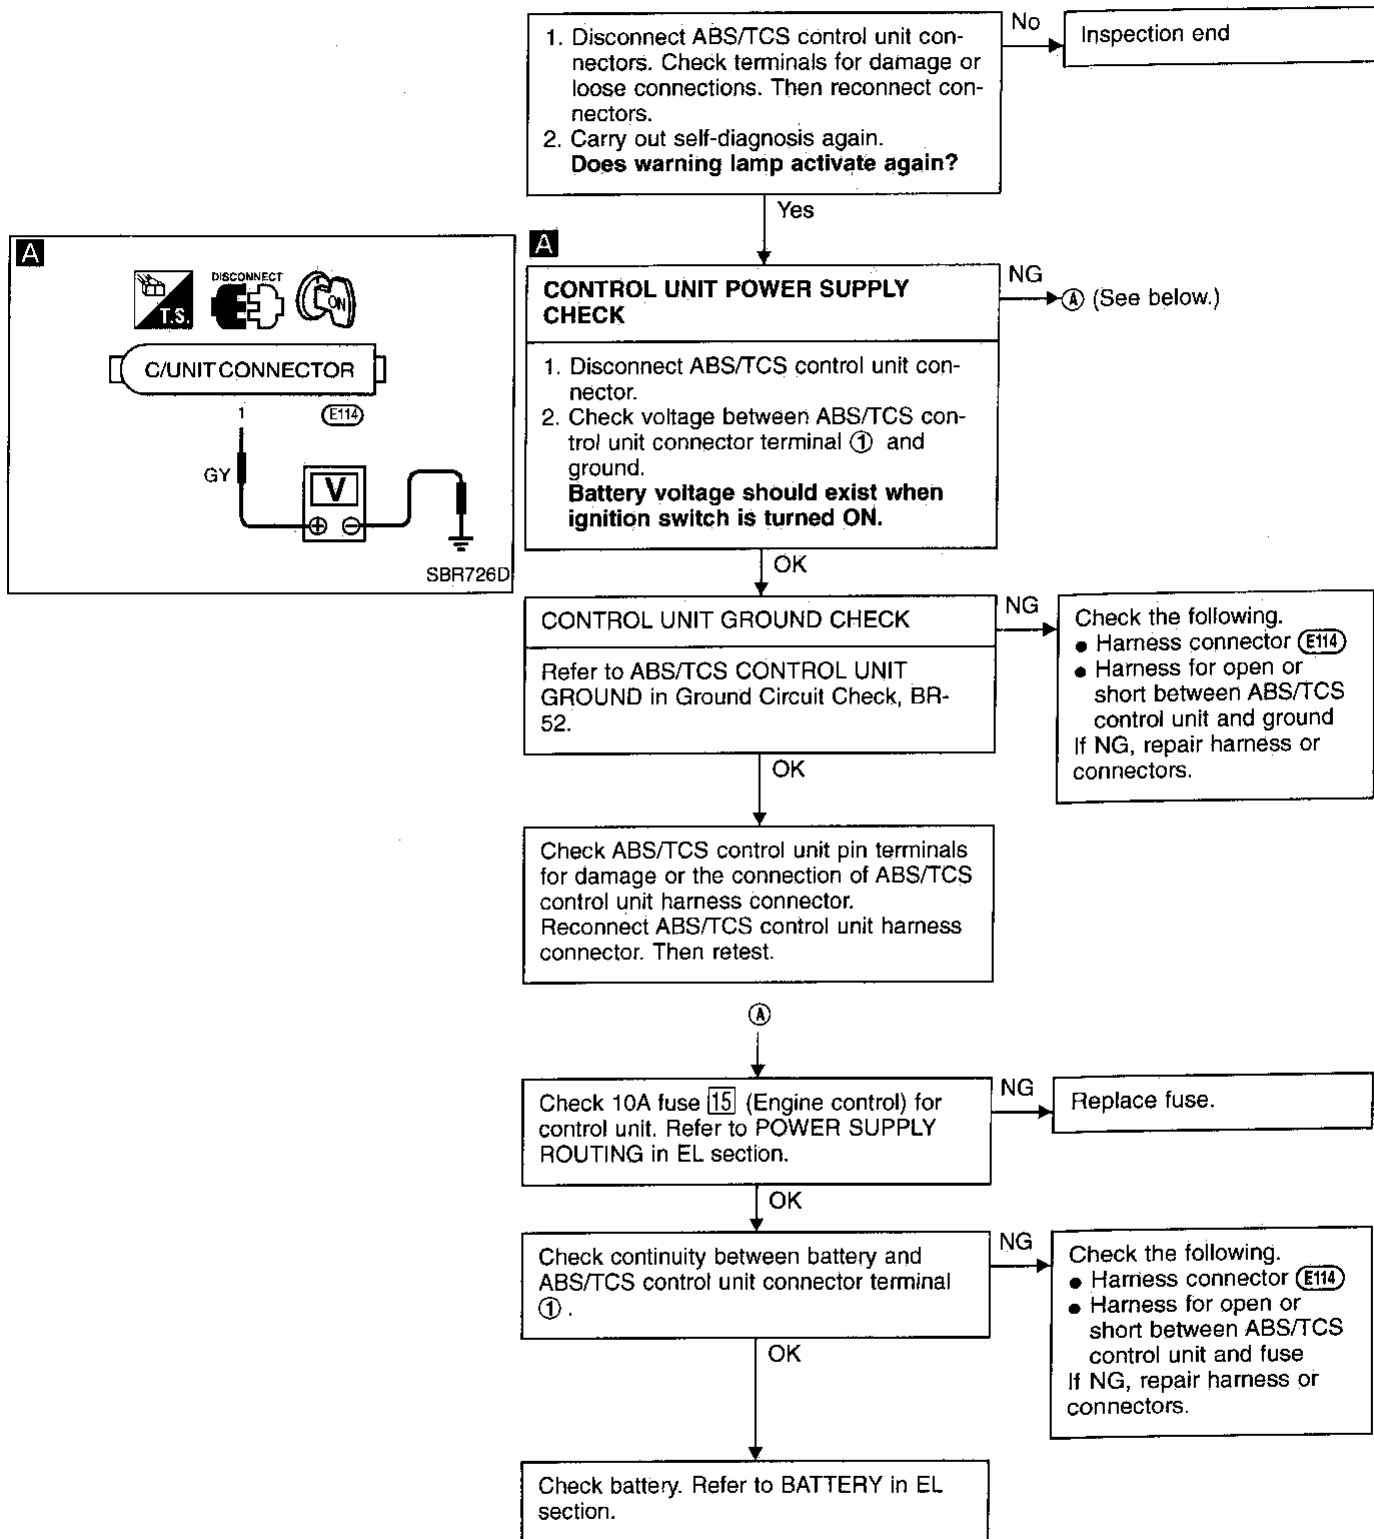 1. Disconnect ABS/TCS control unit con-
nectors. Check terminals for damage or
loose connections. Then reconnect con-
nectors.
2. Carry out self-diagnosis again.
Does warning lamp activate again?
No
Inspection end
Yes
A
T.S.
DISCONNECT
ON
C/UNIT CONNECTOR
1
E114
GY
V
⊕ ⊖
SBR726D
A
CONTROL UNIT POWER SUPPLY
CHECK
NG
Ⓐ (See below.)
1. Disconnect ABS/TCS control unit con-
nector.
2. Check voltage between ABS/TCS con-
trol unit connector terminal ① and
ground.
Battery voltage should exist when
ignition switch is turned ON.
OK
CONTROL UNIT GROUND CHECK
NG
Refer to ABS/TCS CONTROL UNIT
GROUND in Ground Circuit Check, BR-
52.
Check the following.
● Harness connector E114
● Harness for open or
short between ABS/TCS
control unit and ground
If NG, repair harness or
connectors.
OK
Check ABS/TCS control unit pin terminals
for damage or the connection of ABS/TCS
control unit harness connector.
Reconnect ABS/TCS control unit harness
connector. Then retest.
Ⓐ
Check 10A fuse 15 (Engine control) for
control unit. Refer to POWER SUPPLY
ROUTING in EL section.
NG
Replace fuse.
OK
Check continuity between battery and
ABS/TCS control unit connector terminal
① .
NG
Check the following.
● Harness connector E114
● Harness for open or
short between ABS/TCS
control unit and fuse
If NG, repair harness or
connectors.
OK
Check battery. Refer to BATTERY in EL
section.